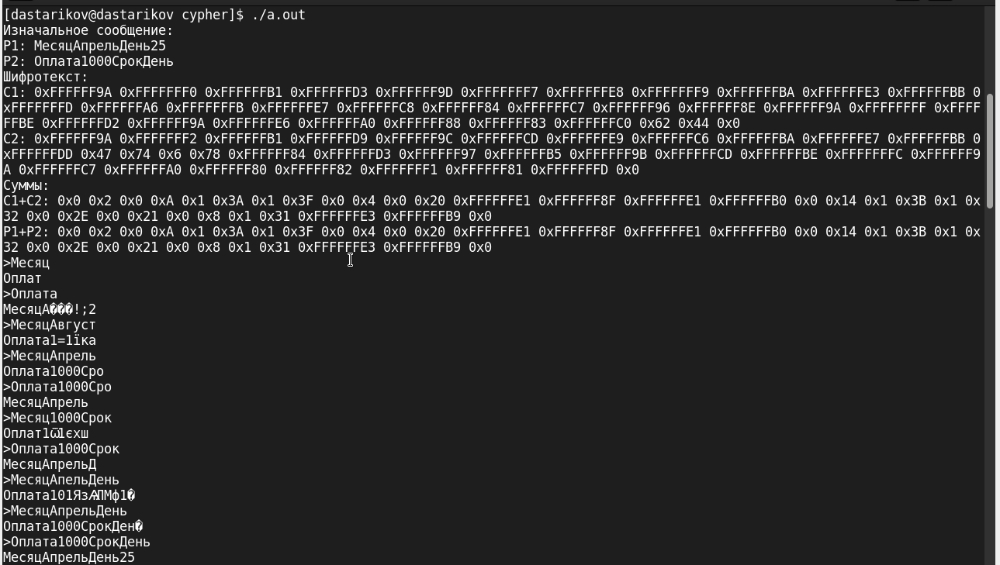 [dastarikov@dastarikov cypher]$ ./a.out
Изначальное сообщение:
P1: МесяцАпрельДень25
P2: Оплата1000СрокДень
Шифротекст:
C1: 0xFFFFFF9A 0xFFFFFFF0 0xFFFFFFB1 0xFFFFFFD3 0xFFFFFF9D 0xFFFFFFF7 0xFFFFFFE8 0xFFFFFFF9 0xFFFFFFBA 0xFFFFFFE3 0xFFFFFFBB 0
xFFFFFFFD 0xFFFFFFA6 0xFFFFFFFB 0xFFFFFFE7 0xFFFFFFC8 0xFFFFFF84 0xFFFFFFC7 0xFFFFFF96 0xFFFFFF8E 0xFFFFFF9A 0xFFFFFFFF 0xFFFF
FFBE 0xFFFFFFD2 0xFFFFFF9A 0xFFFFFFE6 0xFFFFFFA0 0xFFFFFF88 0xFFFFFF83 0xFFFFFFC0 0x62 0x44 0x0
C2: 0xFFFFFF9A 0xFFFFFFF2 0xFFFFFFB1 0xFFFFFFD9 0xFFFFFF9C 0xFFFFFFCD 0xFFFFFFE9 0xFFFFFFC6 0xFFFFFFBA 0xFFFFFFE7 0xFFFFFFBB 0
xFFFFFFDD 0x47 0x74 0x6 0x78 0xFFFFFF84 0xFFFFFFD3 0xFFFFFF97 0xFFFFFFB5 0xFFFFFF9B 0xFFFFFFCD 0xFFFFFFBE 0xFFFFFFFC 0xFFFFFF9
A 0xFFFFFFC7 0xFFFFFFA0 0xFFFFFF80 0xFFFFFF82 0xFFFFFFF1 0xFFFFFF81 0xFFFFFFFD 0x0
Суммы:
C1+C2: 0x0 0x2 0x0 0xA 0x1 0x3A 0x1 0x3F 0x0 0x4 0x0 0x20 0xFFFFFFE1 0xFFFFFF8F 0xFFFFFFE1 0xFFFFFFB0 0x0 0x14 0x1 0x3B 0x1 0x
32 0x0 0x2E 0x0 0x21 0x0 0x8 0x1 0x31 0xFFFFFFE3 0xFFFFFFB9 0x0
P1+P2: 0x0 0x2 0x0 0xA 0x1 0x3A 0x1 0x3F 0x0 0x4 0x0 0x20 0xFFFFFFE1 0xFFFFFF8F 0xFFFFFFE1 0xFFFFFFB0 0x0 0x14 0x1 0x3B 0x1 0x
32 0x0 0x2E 0x0 0x21 0x0 0x8 0x1 0x31 0xFFFFFFE3 0xFFFFFFB9 0x0
>Месяц
Оплат
>Оплата
МесяцА���!;2
>МесяцАвгуст
Оплата1=1їка
>МесяцАпрель
Оплата1000Сро
>Оплата1000Сро
МесяцАпрель
>Месяц1000Срок
>Оплата1000Срок
МесяцАпрельД
>МесяцАпельДень
>МесяцАпрельДень
Оплата1000СрокДен�
>Оплата1000СрокДень
МесяцАпрельДень25